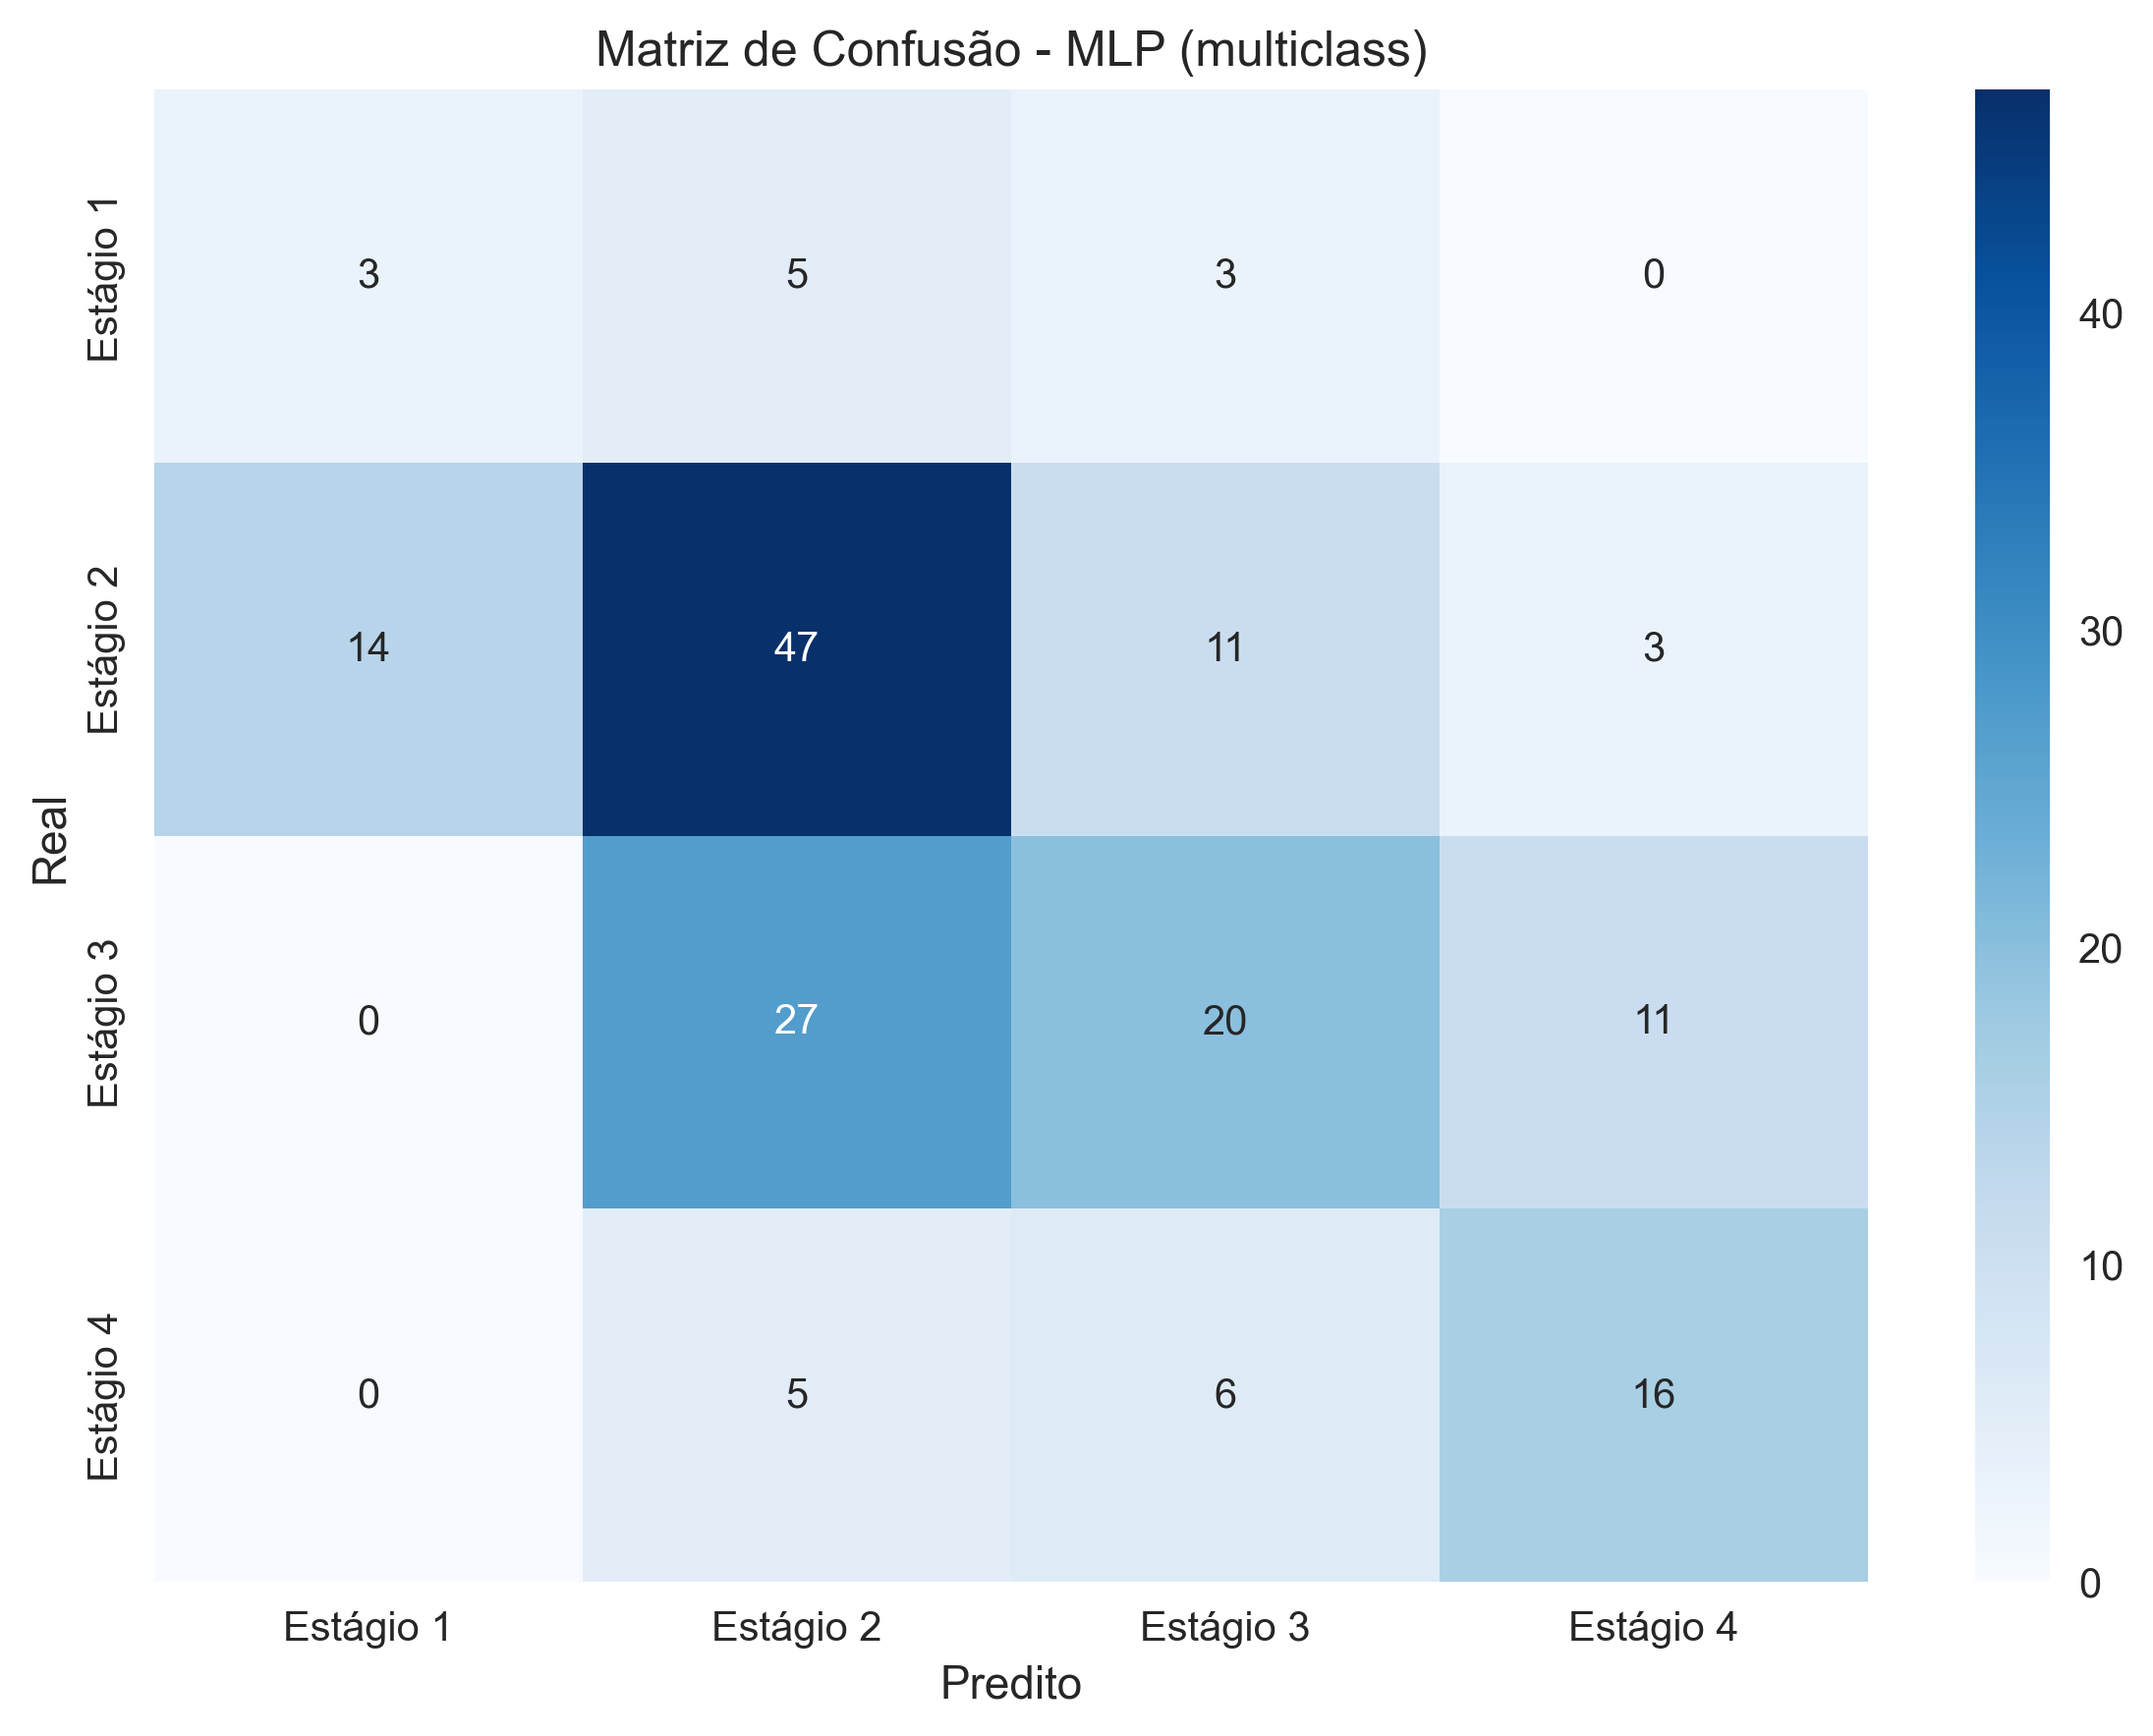 Matriz de Confusão - MLP (multiclass)
Real
Estágio 1
3 5 3 0
Estágio 2
14 47 11 3
Estágio 3
0 27 20 11
Estágio 4
0 5 6 16
Estágio 1 Estágio 2 Estágio 3 Estágio 4
Predito
40
30
20
10
0